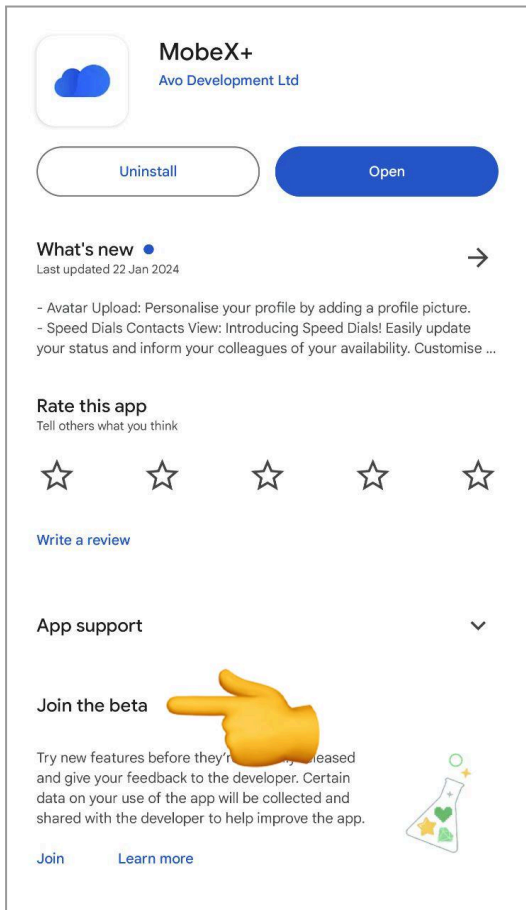 MobeX+
Avo Development Ltd
Uninstall
Open
What's new
Last updated 22 Jan 2024
- Avatar Upload: Personalise your profile by adding a profile picture.
- Speed Dials Contacts View: Introducing Speed Dials! Easily update
your status and inform your colleagues of your availability. Customise ...
Rate this app
Tell others what you think
Write a review
App support
Join the beta
Try new features before they're
and give your feedback to the developer. Certain
data on your use of the app will be collected and
shared with the developer to help improve the app.
Join
Learn more